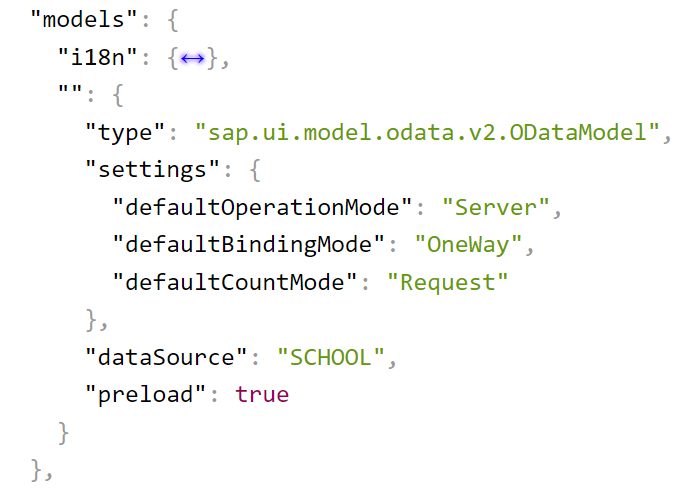 "models": {
"i18n": {↔},
"": {
"type": "sap.ui.model.odata.v2.ODataModel",
"settings": {
"defaultOperationMode": "Server",
"defaultBindingMode": "OneWay",
"defaultCountMode": "Request"
},
"dataSource": "SCHOOL",
"preload": true
}
},